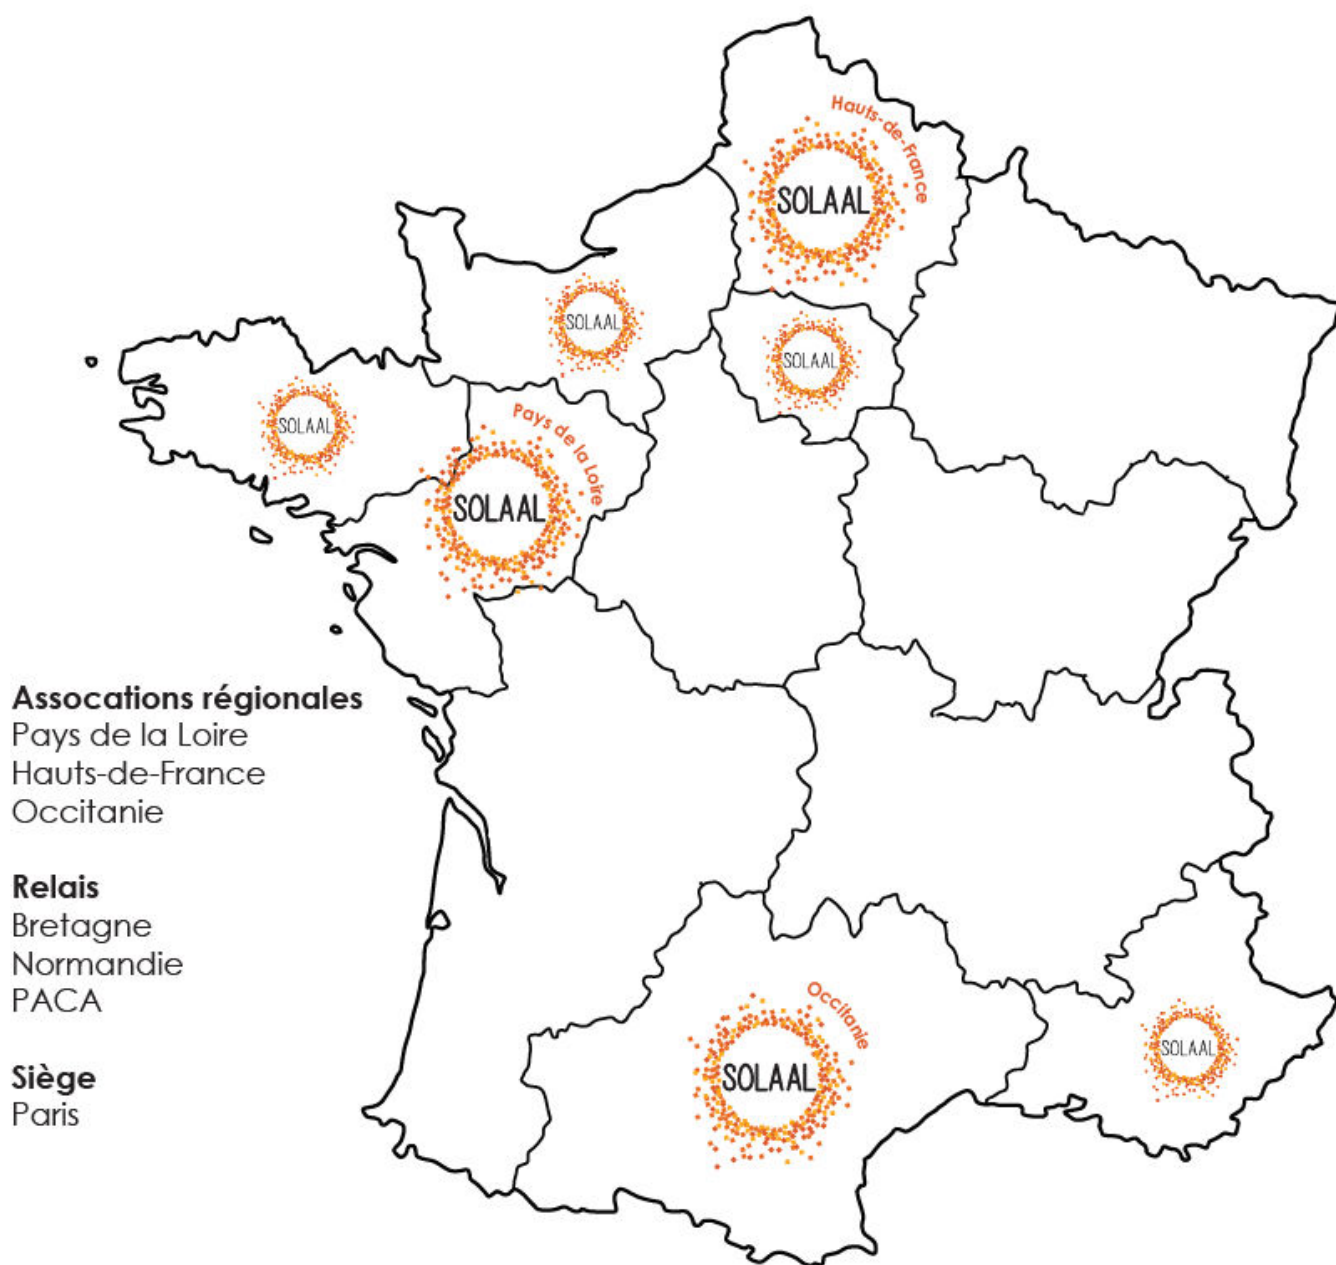 Hauts-de-France
SOLAAL
SOLAAL
SOLAAL
SOLAAL
Pays de la Loire
SOLAAL
Assocations régionales
Pays de la Loire
Hauts-de-France
Occitanie
Relais
Bretagne
Normandie
PACA
Siège
Paris
Occitanie
SOLAAL
SOLAAL